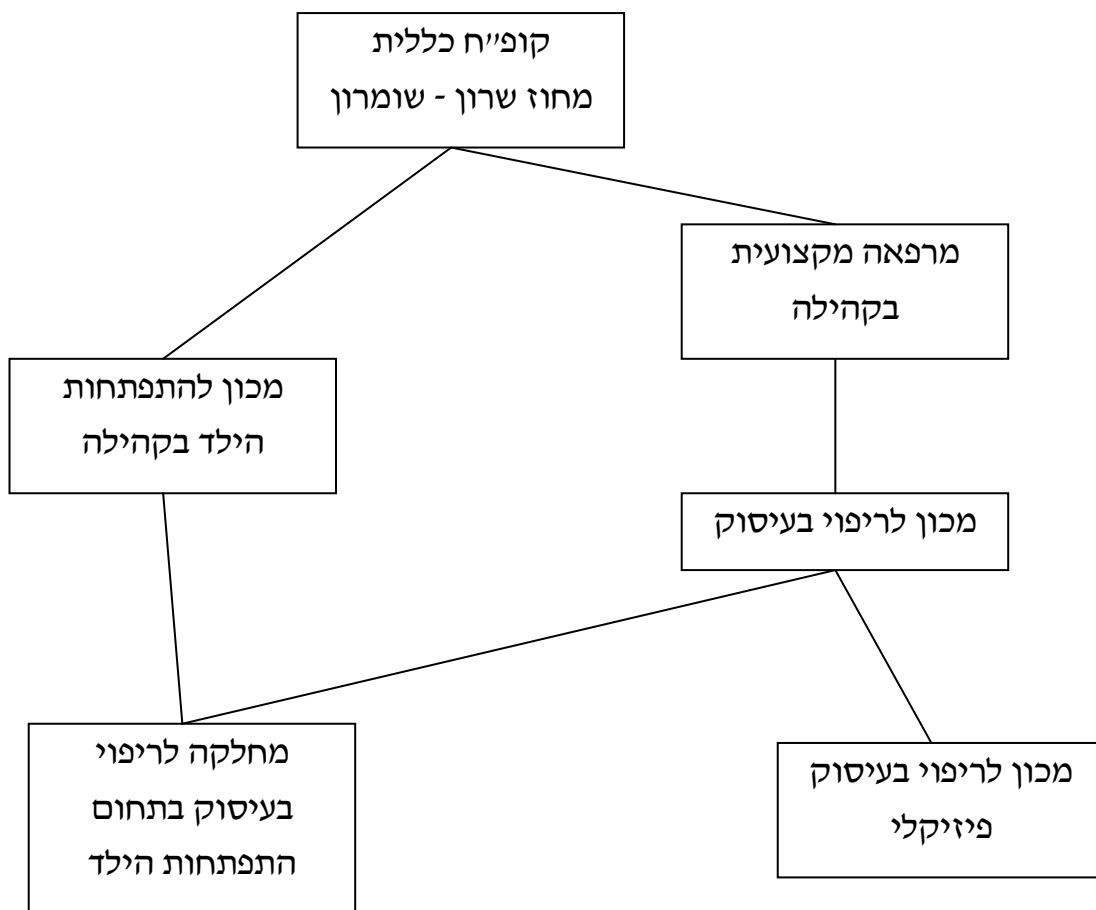 קופ״ח כללית
מחוז שרון - שומרון
מרפאה מקצועית
בקהילה
מכון להתפתחות
הילד בקהילה
מכון לריפוי בעיסוק
מחלקה לריפוי
בעיסוק בתחום
התפתחות הילד
מכון לריפוי בעיסוק
פיזיקלי